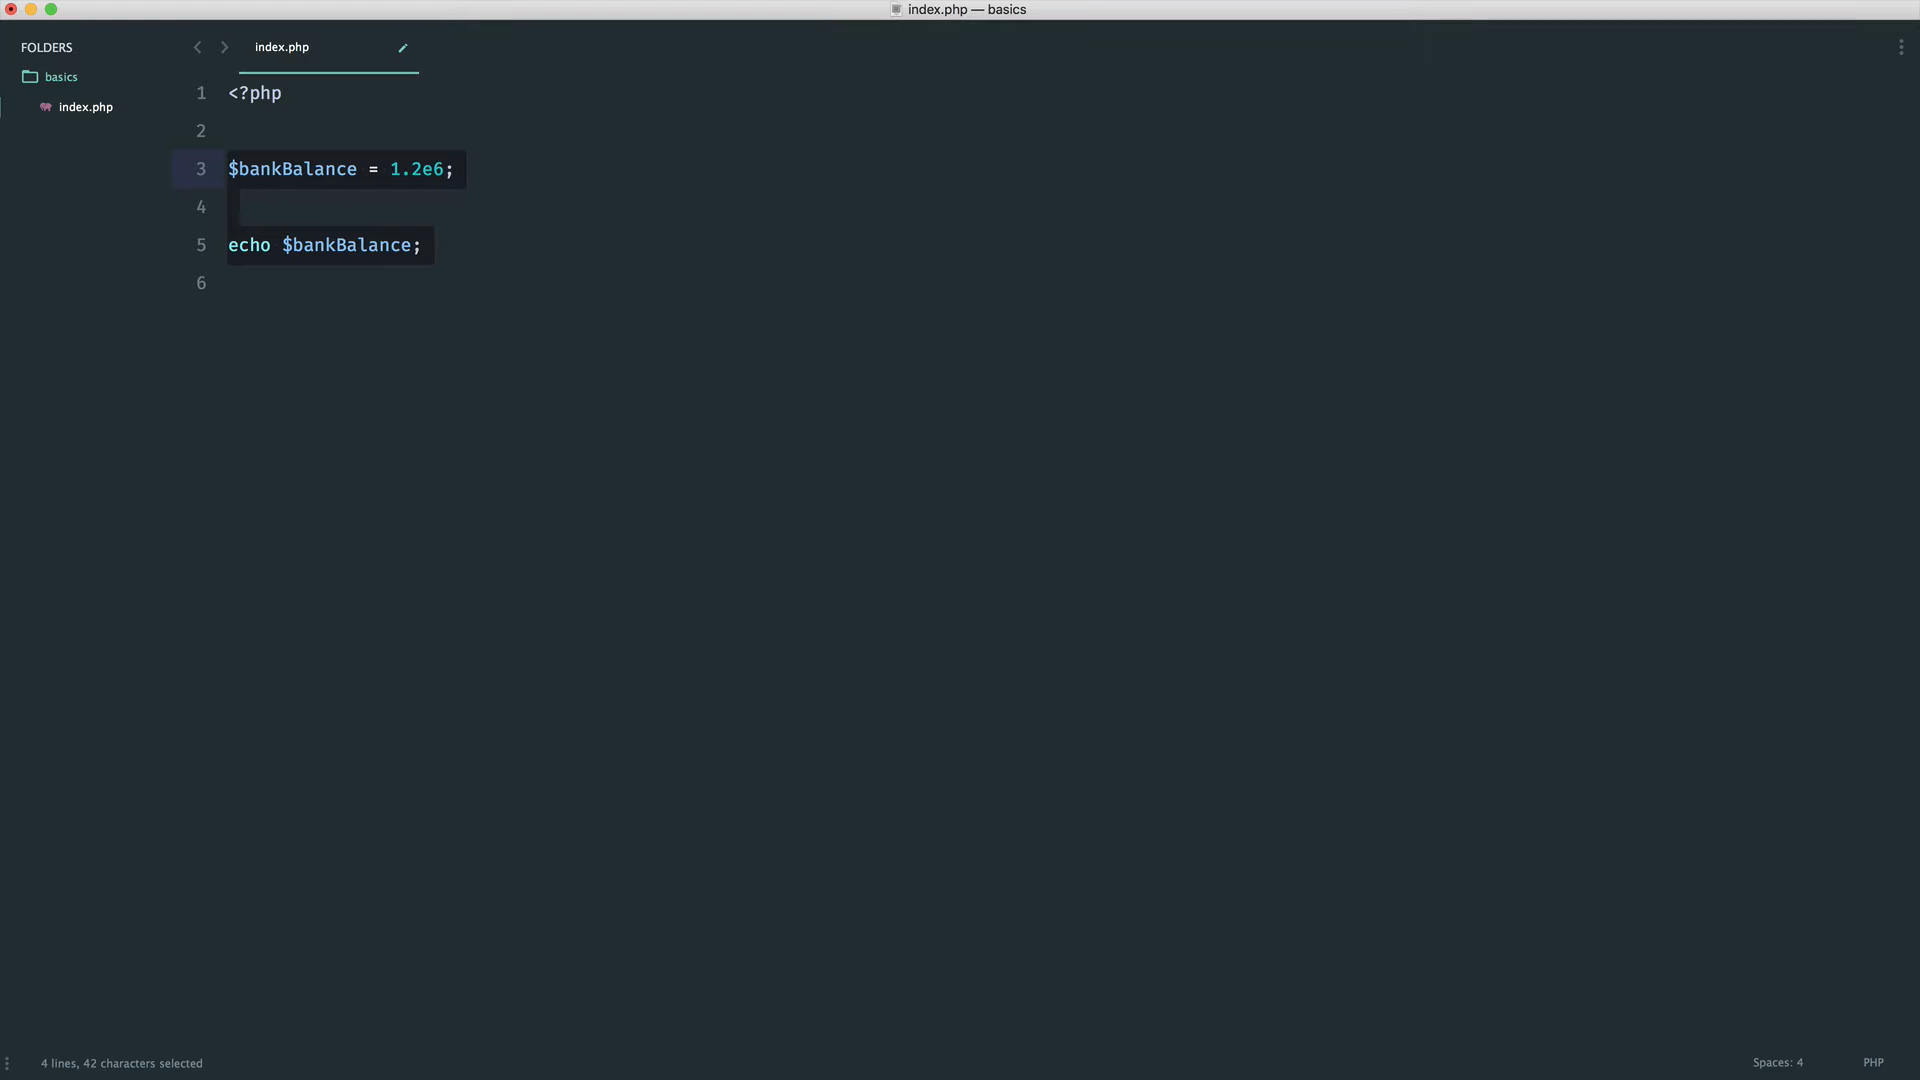 index.php — basics
FOLDERS
basics
index.php
index.php
1 <?php
2
3 $bankBalance = 1.2e6;
4
5 echo $bankBalance;
6
4 lines, 42 characters selected
Spaces: 4
PHP